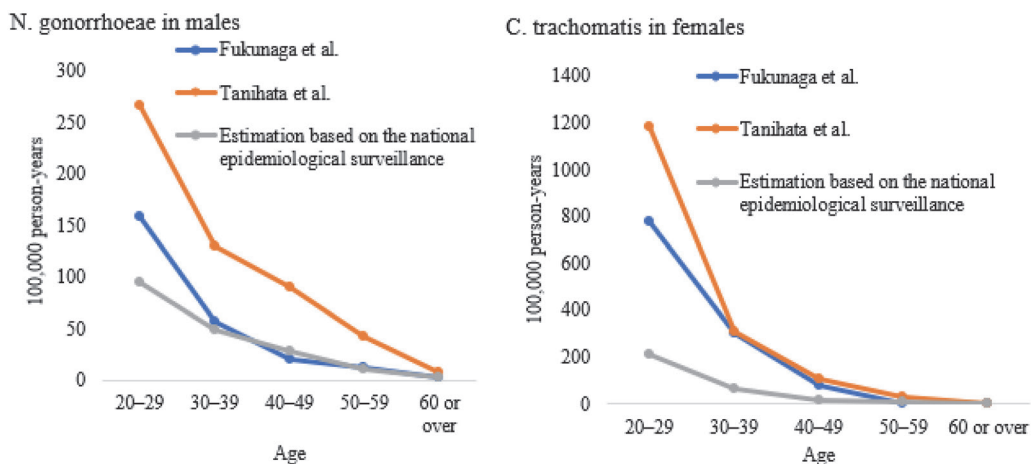 N. gonorrhoeae in males
Fukunaga et al.
Tanihata et al.
Estimation based on the national
epidemiological surveillance
300
250
200
150
100
50
0
100,000 person-years
20–29
30–39
40–49
50–59
60 or
over
Age
C. trachomatis in females
Fukunaga et al.
Tanihata et al.
Estimation based on the national
epidemiological surveillance
1400
1200
1000
800
600
400
200
0
100,000 person-years
20–29
30–39
40–49
50–59
60 or over
Age